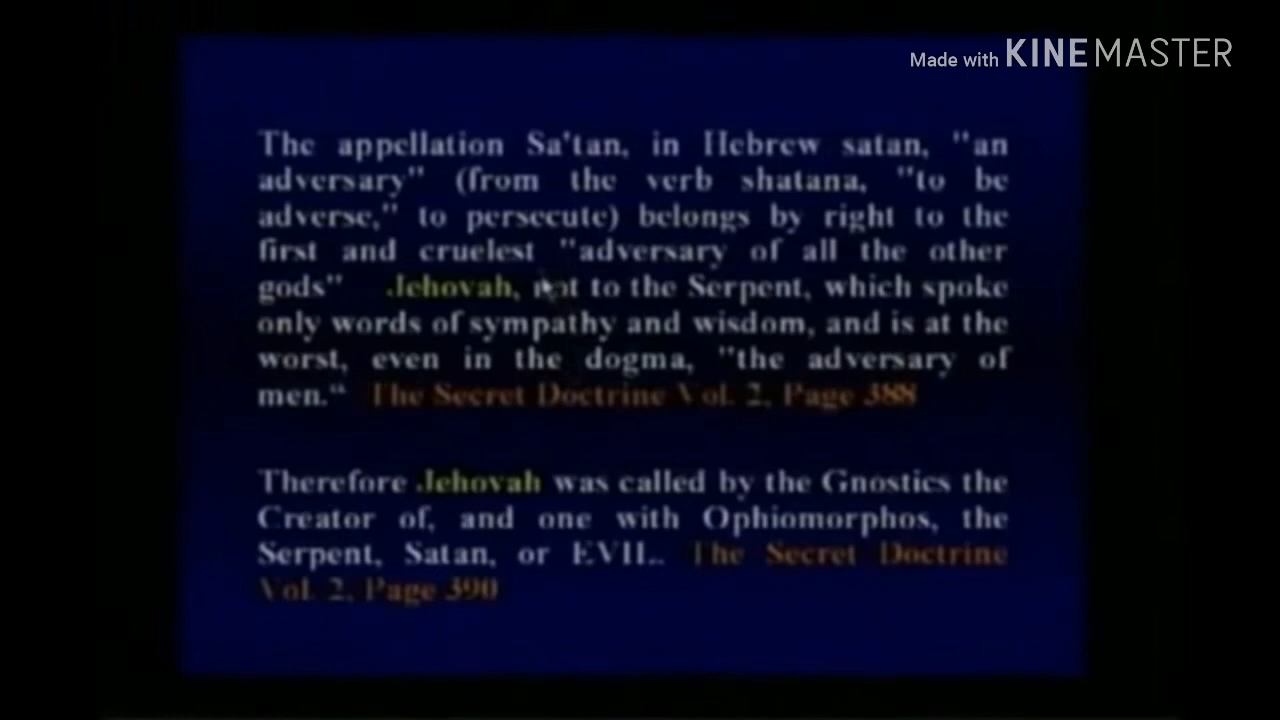 Made with KINEMASTER
The appellation Sa'tan, in Hebrew satan, "an
adversary" (from the verb shatana, "to be
adverse," to persecute) belongs by right to the
first and cruelest "adversary of all the other
gods" Jehovah, not to the Serpent, which spoke
only words of sympathy and wisdom, and is at the
worst, even in the dogma, "the adversary of
men.“ The Secret Doctrine Vol. 2, Page 388
Therefore Jehovah was called by the Gnostics the
Creator of, and one with Ophiomorphos, the
Serpent, Satan, or EVIL. The Secret Doctrine
Vol. 2, Page 390